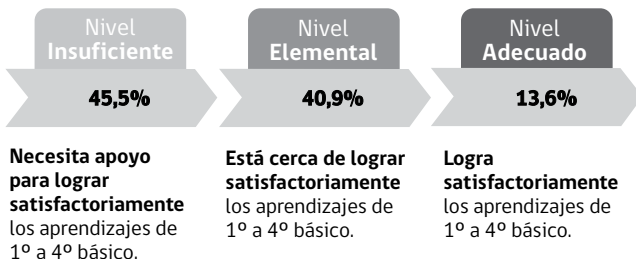 Nivel
Insuficiente
45,5%
Necesita apoyo
para lograr
satisfactoriamente
los aprendizajes de
1º a 4º básico.
Nivel
Elemental
40,9%
Está cerca de lograr
satisfactoriamente
los aprendizajes de
1º a 4º básico.
Nivel
Adecuado
13,6%
Logra
satisfactoriamente
los aprendizajes de
1º a 4º básico.